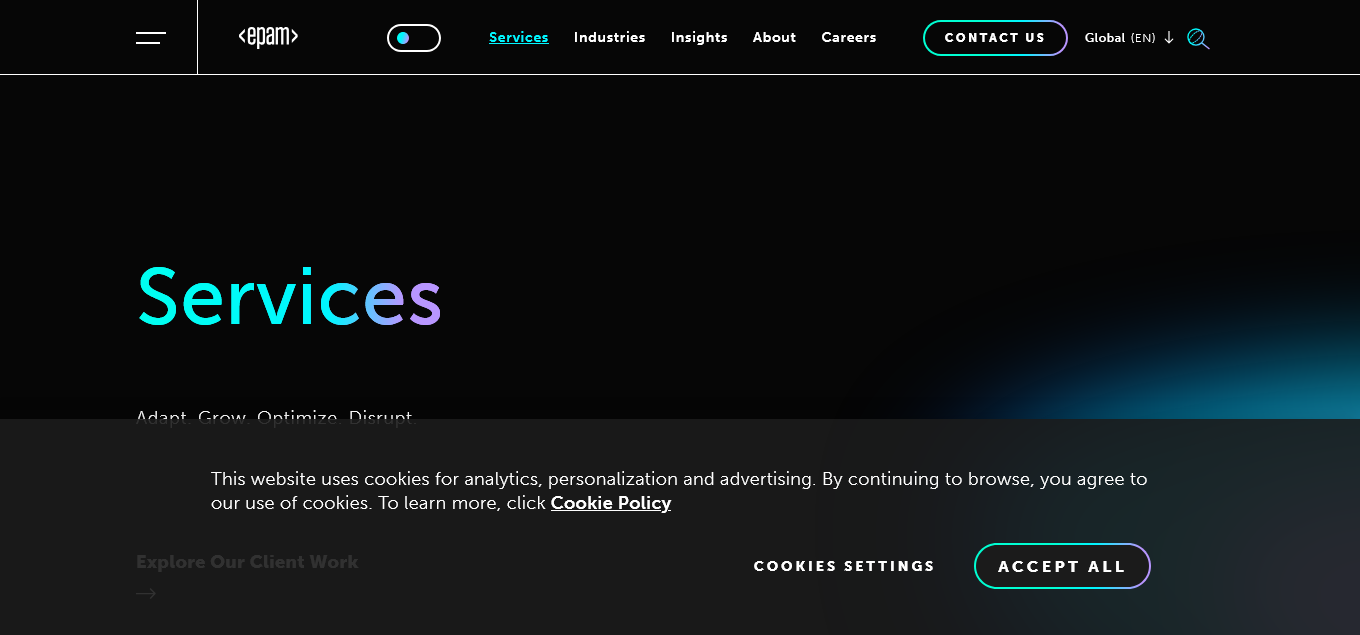 <epam>
Services
Industries
Insights
About
Careers
CONTACT US
Global (EN)
Services
Adapt. Grow. Optimize. Disrupt.
This website uses cookies for analytics, personalization and advertising. By continuing to browse, you agree to
our use of cookies. To learn more, click Cookie Policy
Explore Our Client Work
COOKIES SETTINGS
ACCEPT ALL